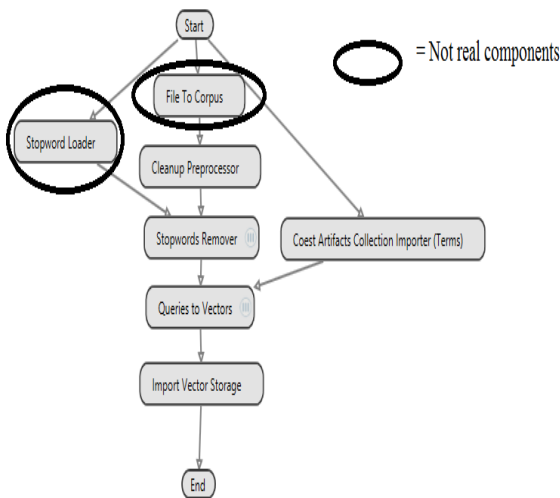 Start
= Not real components
File To Corpus
Stopword Loader
Cleanup Preprocessor
Stopwords Remover
Coest Artifacts Collection Importer (Terms)
Queries to Vectors
Import Vector Storage
End